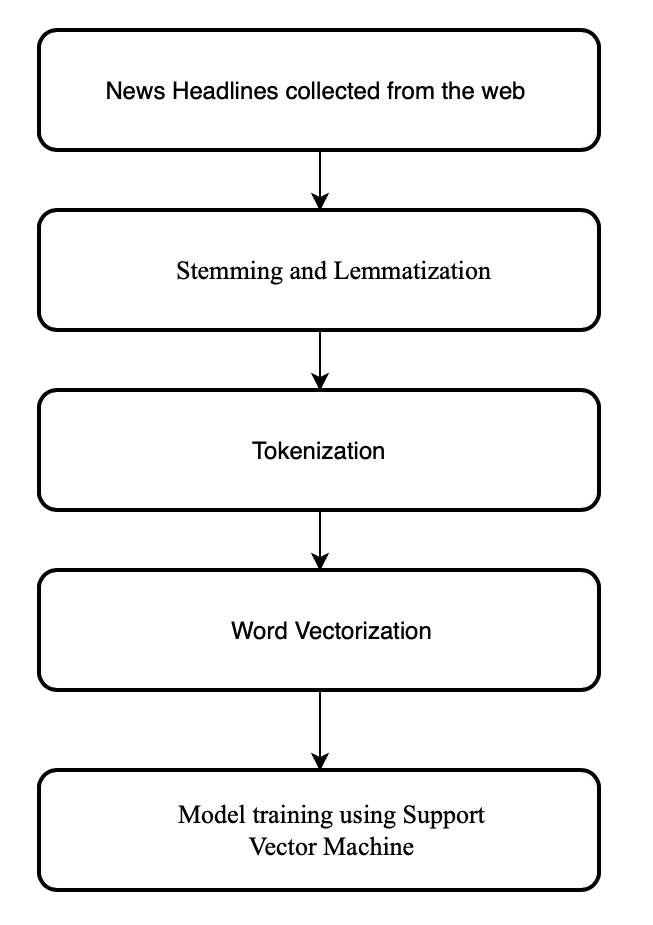 News Headlines collected from the web
Stemming and Lemmatization
Tokenization
Word Vectorization
Model training using Support
Vector Machine